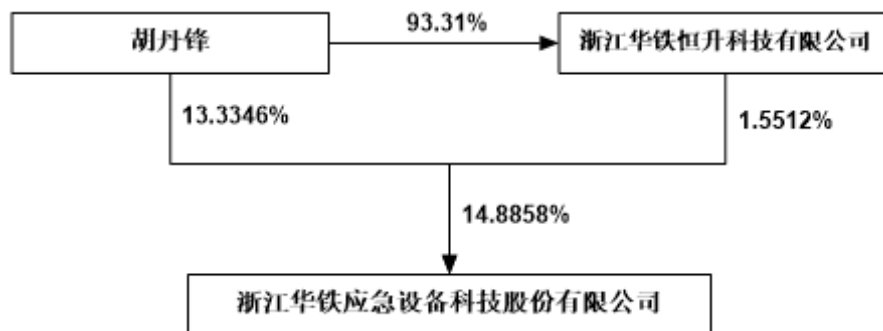 胡丹锋
93.31%
浙江华铁恒升科技有限公司
13.3346%
1.5512%
14.8858%
浙江华铁应急设备科技股份有限公司